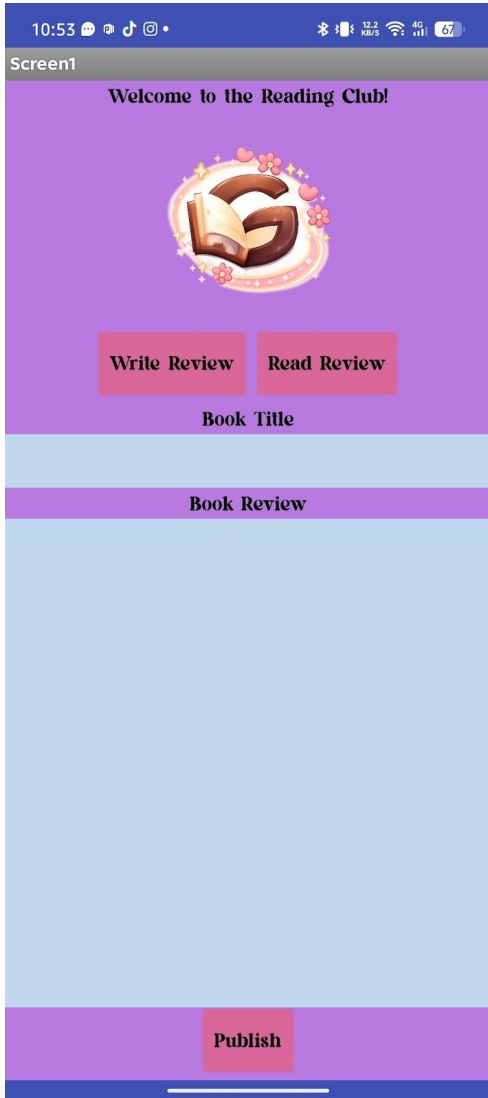 10:53
12.2 KB/S 4G 67
Screen1
Welcome to the Reading Club!
G
Write Review Read Review
Book Title
Book Review
Publish